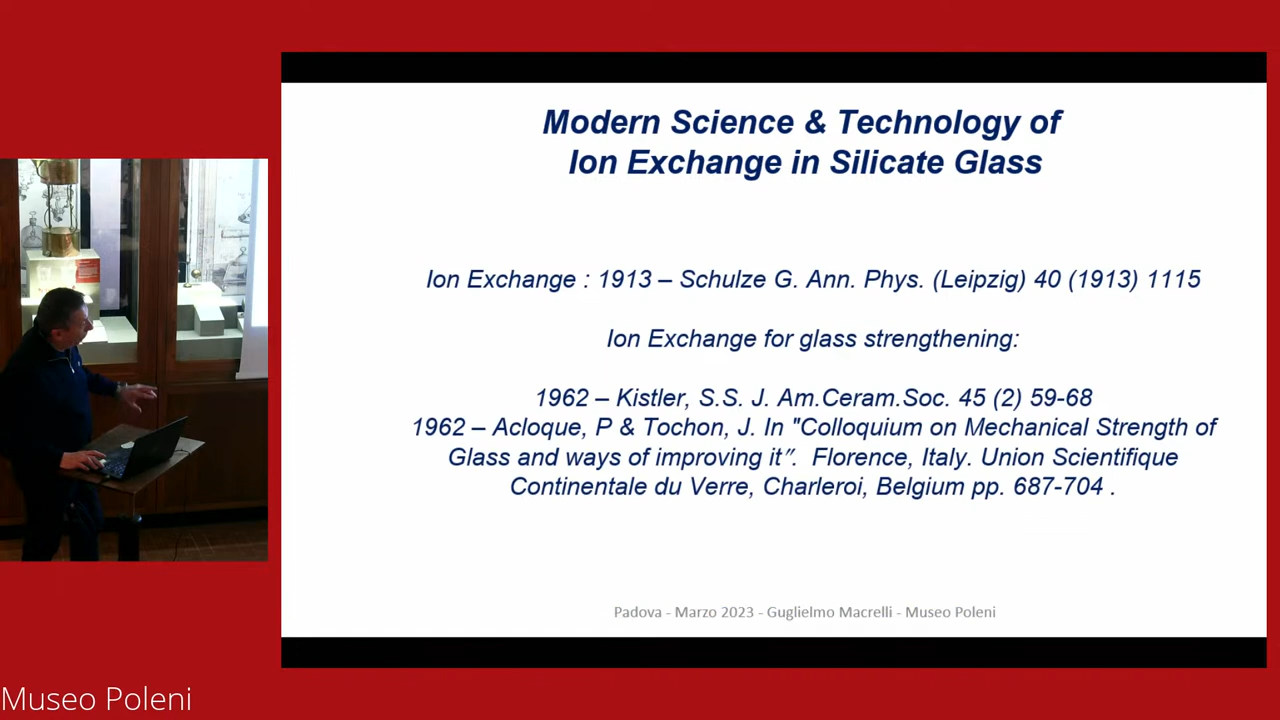 Modern Science & Technology of
Ion Exchange in Silicate Glass
Ion Exchange : 1913 – Schulze G. Ann. Phys. (Leipzig) 40 (1913) 1115
Ion Exchange for glass strengthening:
1962 – Kistler, S.S. J. Am.Ceram.Soc. 45 (2) 59-68
1962 – Acloque, P & Tochon, J. In "Colloquium on Mechanical Strength of
Glass and ways of improving it”. Florence, Italy. Union Scientifique
Continentale du Verre, Charleroi, Belgium pp. 687-704 .
Padova - Marzo 2023 - Guglielmo Macrelli - Museo Poleni
Museo Poleni